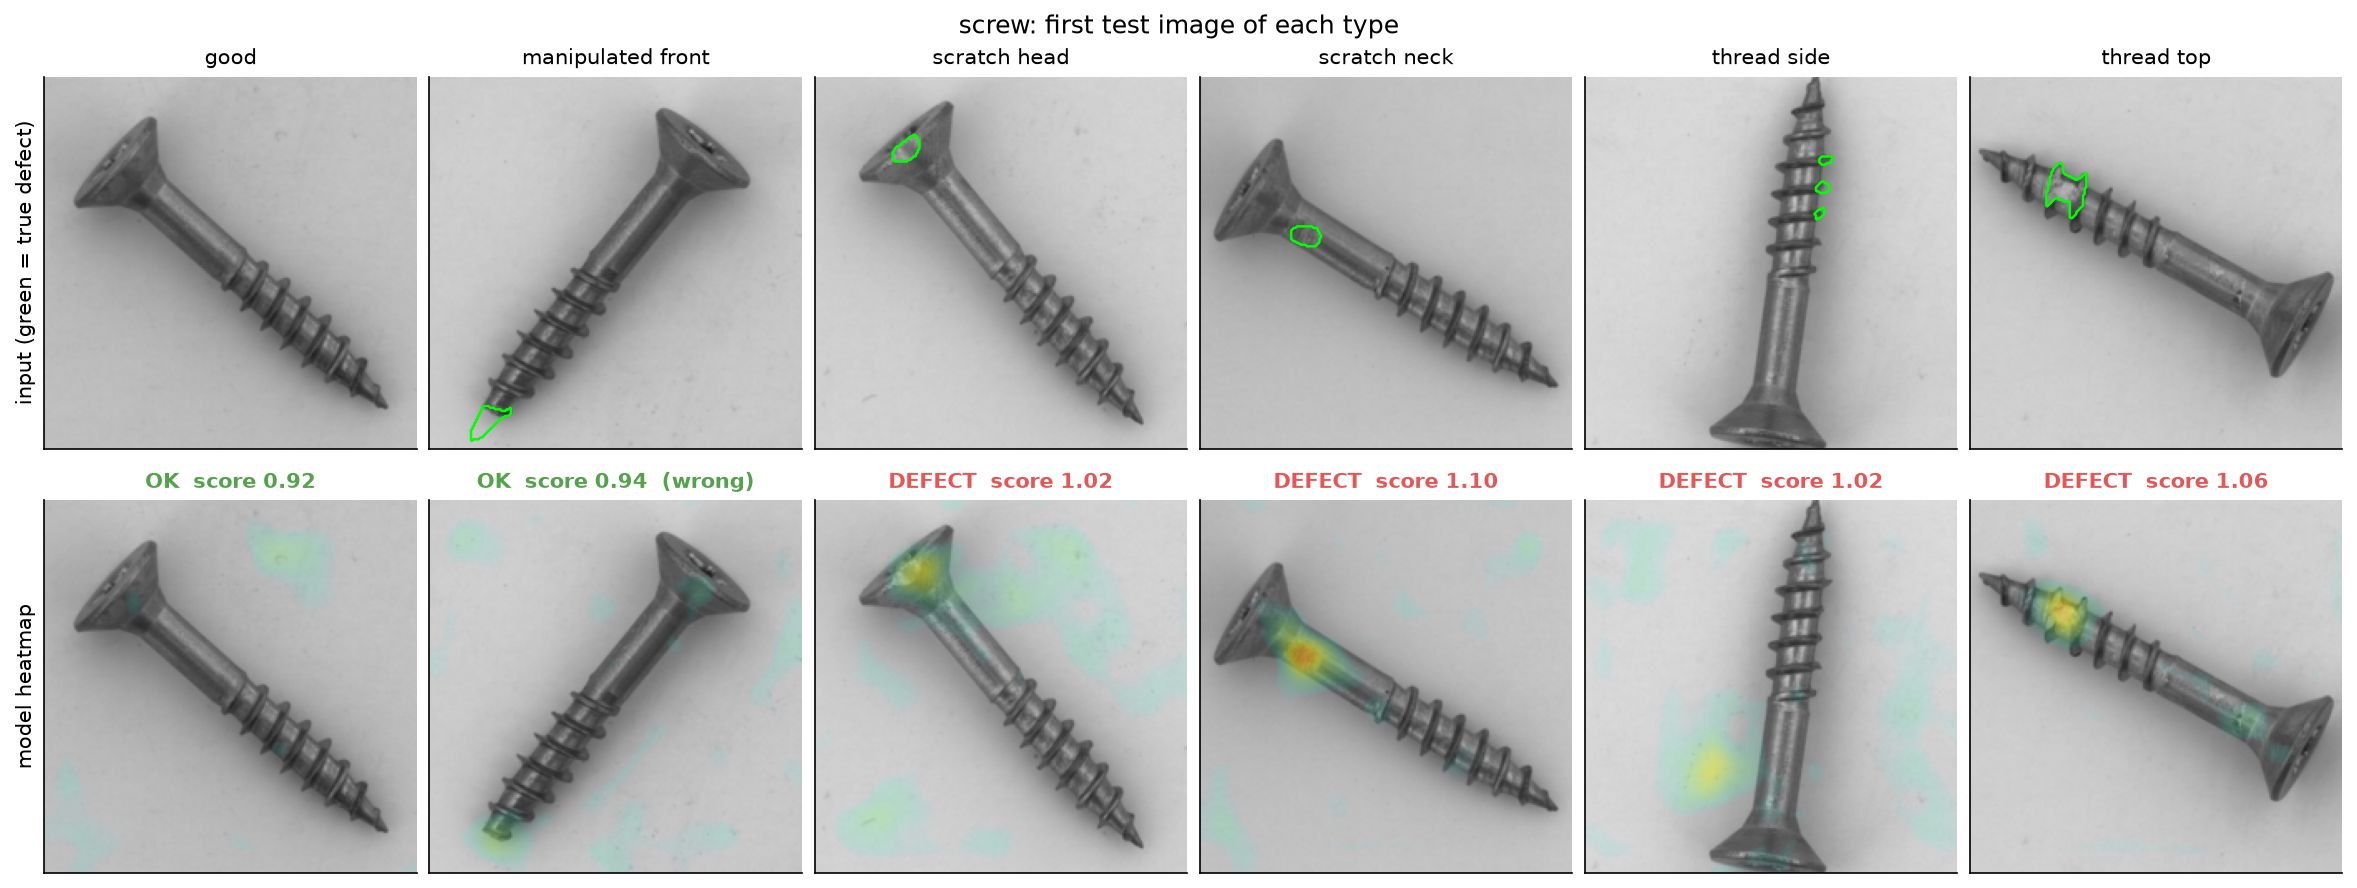 screw: first test image of each type
good
manipulated front
scratch head
scratch neck
thread side
thread top
input (green = true defect)
OK score 0.92
OK score 0.94 (wrong)
DEFECT score 1.02
DEFECT score 1.10
DEFECT score 1.02
DEFECT score 1.06
model heatmap